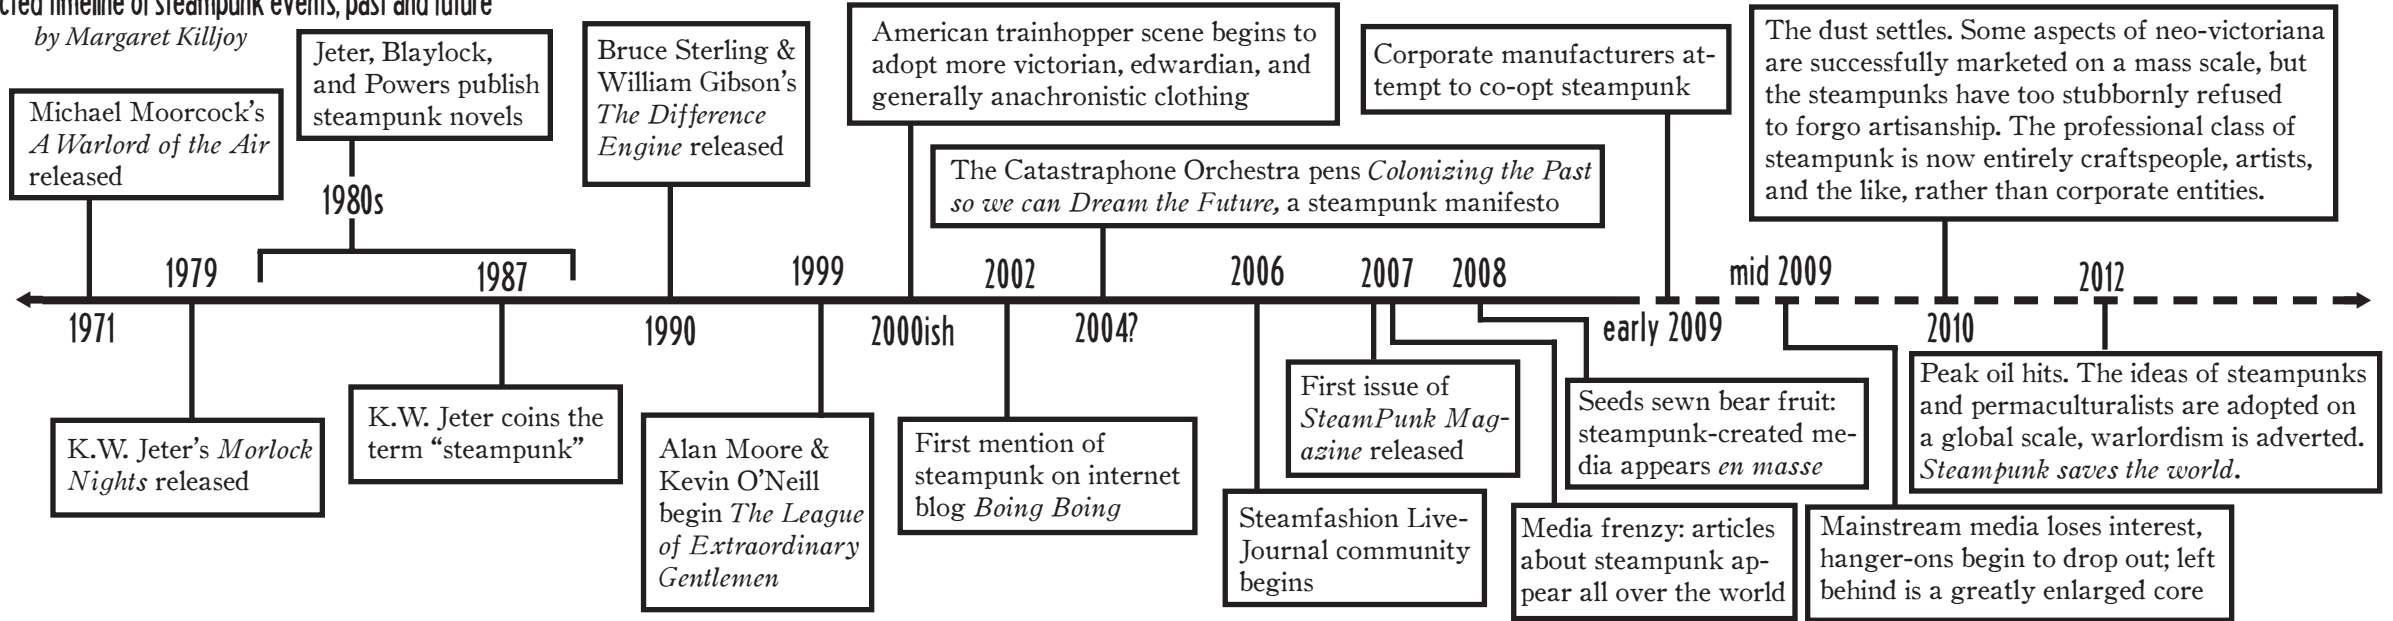 cted timeline of steampunk events, past and future
by Margaret Killjoy
Michael Moorcock's
A Warlord of the Air
released
1971
1979
K.W. Jeter's Morlock
Nights released
Jeter, Blaylock,
and Powers publish
steampunk novels
1980s
1987
K.W. Jeter coins the
term “steampunk”
Bruce Sterling &
William Gibson's
The Difference
Engine released
1990
1999
Alan Moore &
Kevin O'Neill
begin The League
of Extraordinary
Gentlemen
American trainhopper scene begins to
adopt more victorian, edwardian, and
generally anachronistic clothing
2000ish
2002
First mention of
steampunk on internet
blog Boing Boing
The Catastraphone Orchestra pens Colonizing the Past
so we can Dream the Future, a steampunk manifesto
2004?
2006
Steamfashion Live-
Journal community
begins
2007
First issue of
SteamPunk Mag-
azine released
Media frenzy: articles
about steampunk ap-
pear all over the world
2008
Seeds sewn bear fruit:
steampunk-created me-
dia appears en masse
Corporate manufacturers at-
tempt to co-opt steampunk
early 2009
mid 2009
Mainstream media loses interest,
hanger-ons begin to drop out; left
behind is a greatly enlarged core
The dust settles. Some aspects of neo-victoriana
are successfully marketed on a mass scale, but
the steampunks have too stubbornly refused
to forgo artisanship. The professional class of
steampunk is now entirely craftspeople, artists,
and the like, rather than corporate entities.
2010
2012
Peak oil hits. The ideas of steampunks
and permaculturalists are adopted on
a global scale, warlordism is adverted.
Steampunk saves the world.